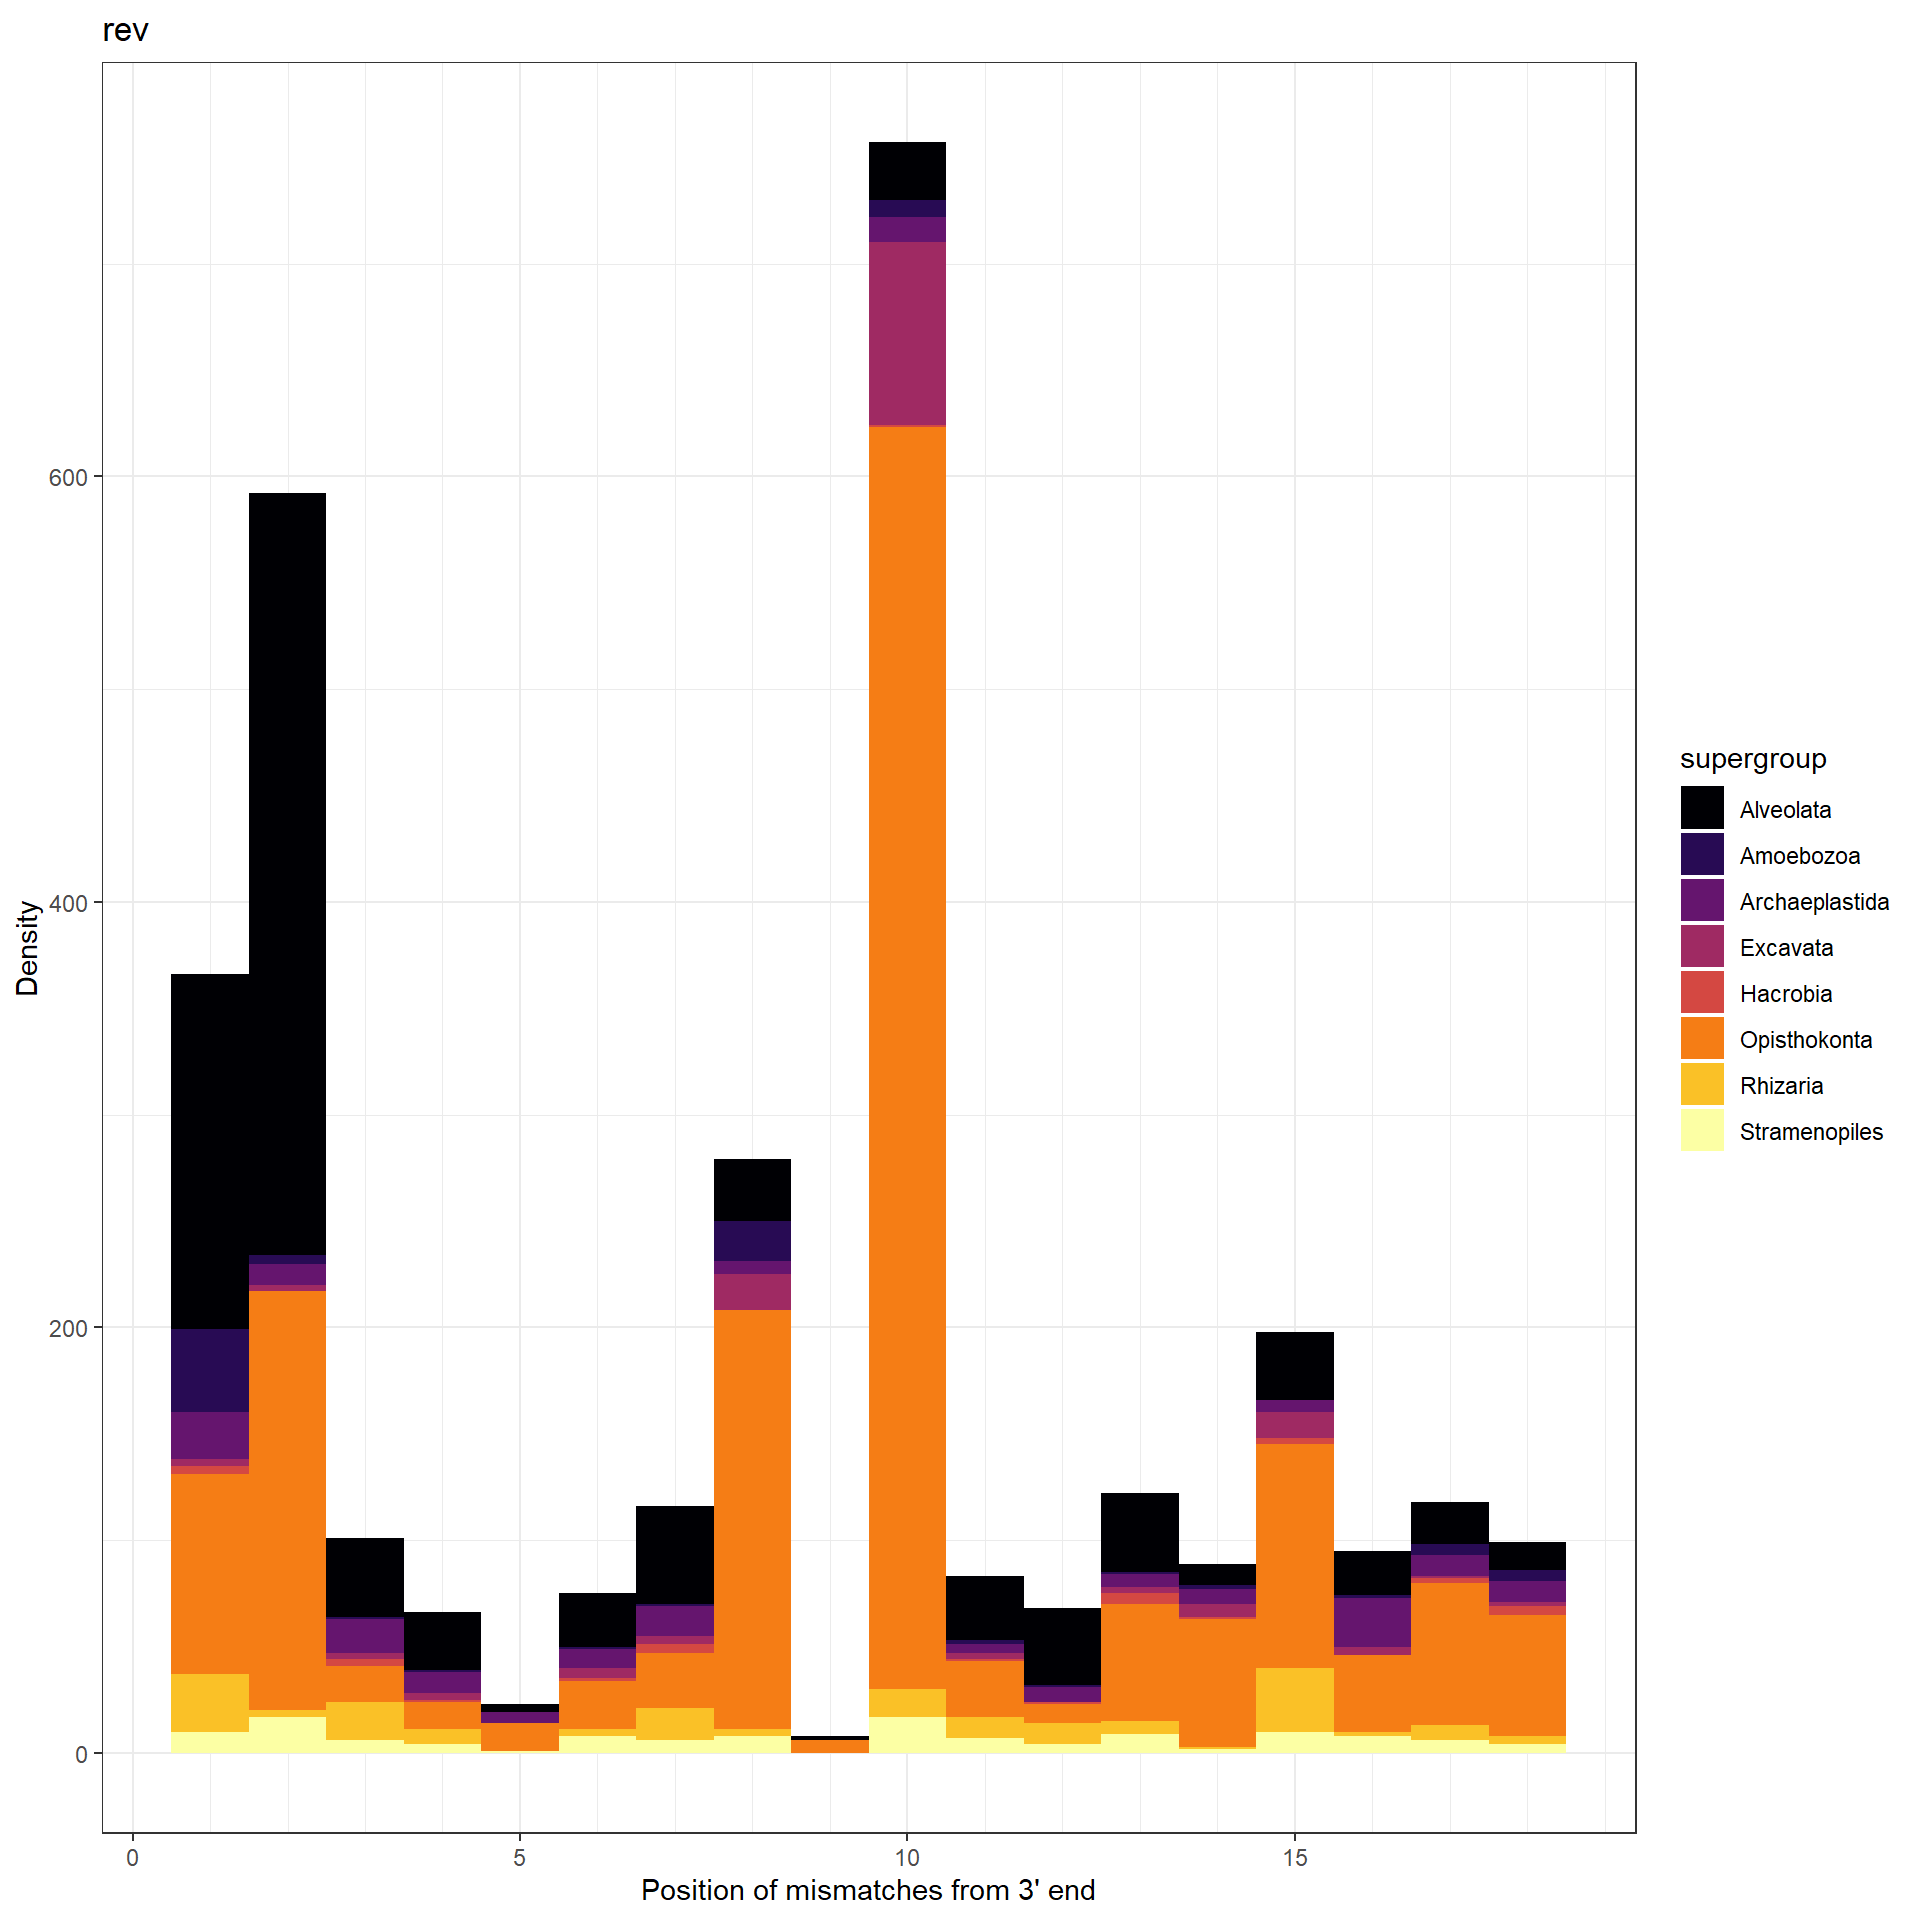 rev
Density
600
400
200
0
0 5 10 15
Position of mismatches from 3' end
supergroup
Alveolata
Amoebozoa
Archaeplastida
Excavata
Hacrobia
Opisthokonta
Rhizaria
Stramenopiles